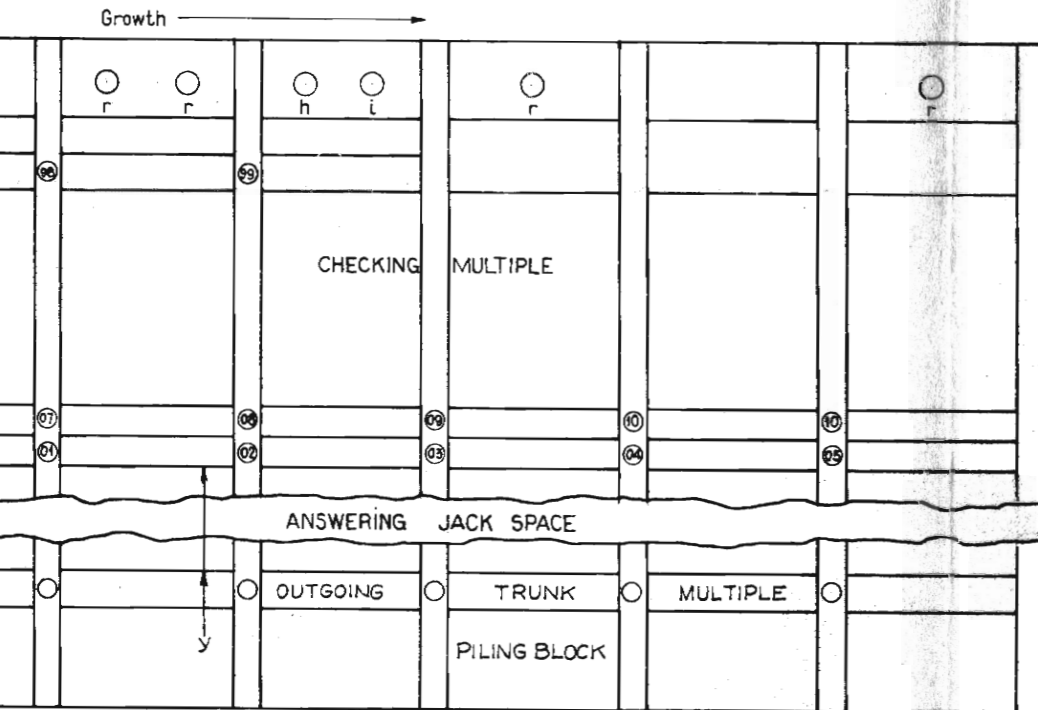 Growth
r r h i r r
98 99
CHECKING MULTIPLE
07 08 09 10 10
01 02 03 04 05
ANSWERING JACK SPACE
OUTGOING TRUNK MULTIPLE
y
PILING BLOCK